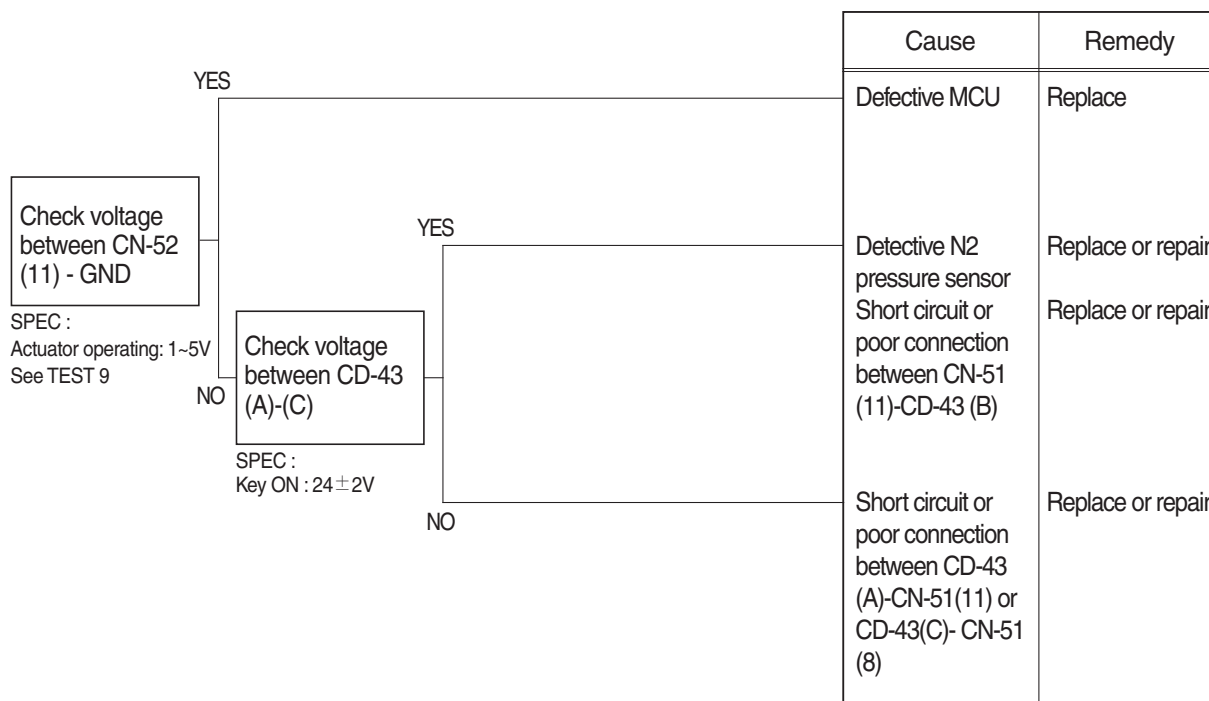 Cause
Remedy
YES
Defective MCU
Replace
Check voltage
between CN-52
(11) - GND
SPEC :
Actuator operating: 1~5V
See TEST 9
NO
YES
Detective N2
pressure sensor
Replace or repair
Short circuit or
poor connection
between CN-51
(11)-CD-43 (B)
Replace or repair
Check voltage
between CD-43
(A)-(C)
SPEC :
Key ON : 24±2V
NO
Short circuit or
poor connection
between CD-43
(A)-CN-51(11) or
CD-43(C)- CN-51
(8)
Replace or repair